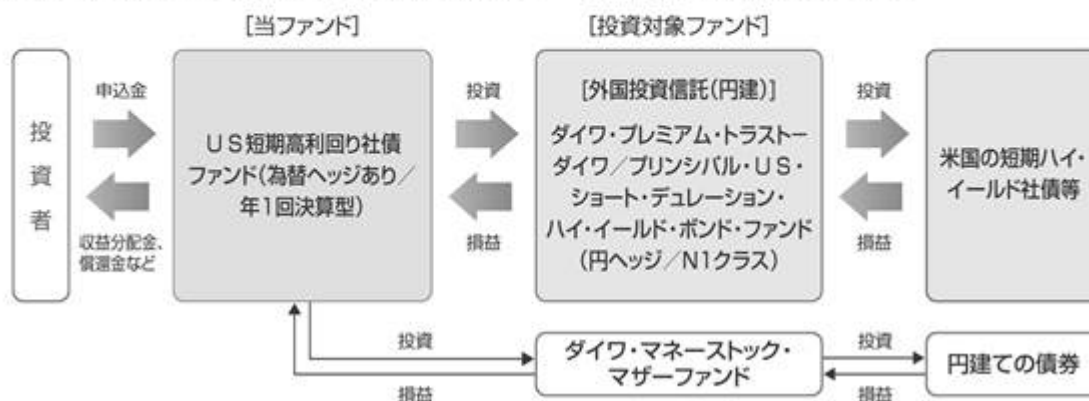 [当ファンド]
[投資対象ファンド]
投資者
申込金
収益分配金、
償還金など
US短期高利回り社債
ファンド(為替ヘッジあり/
年1回決算型)
投資
損益
[外国投資信託(円建)]
ダイワ・プレミアム・トラスト-
ダイワ/プリンシパル・US・
ショート・デュレーション・
ハイ・イールド・ボンド・ファンド
(円ヘッジ/N1クラス)
投資
損益
米国の短期ハイ・
イールド社債等
投資
損益
ダイワ・マネーストック・
マザーファンド
投資
損益
円建ての債券